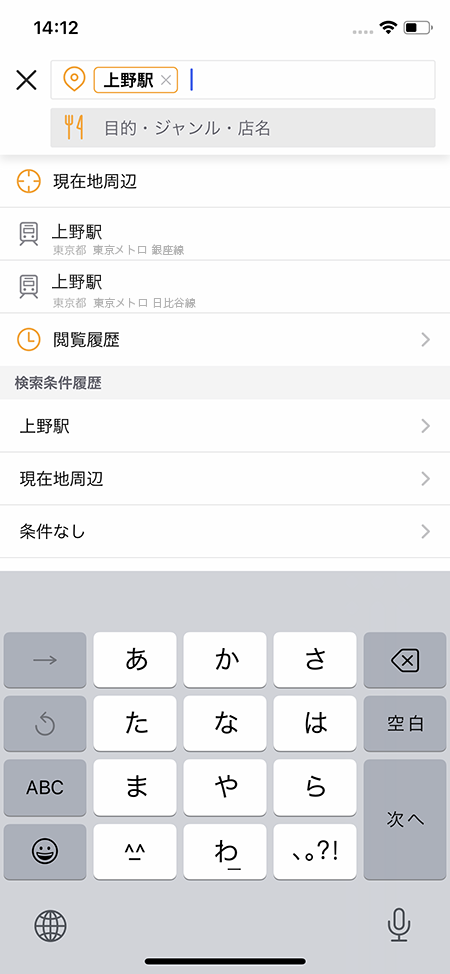 14:12
上野駅
目的・ジャンル・店名
現在地周辺
上野駅
東京都 東京メトロ 銀座線
上野駅
東京都 東京メトロ 日比谷線
閲覧履歴
検索条件履歴
上野駅
現在地周辺
条件なし
→ あ か さ
た な は 空白
ABC ま や ら 次へ
^^ わ 、。?!